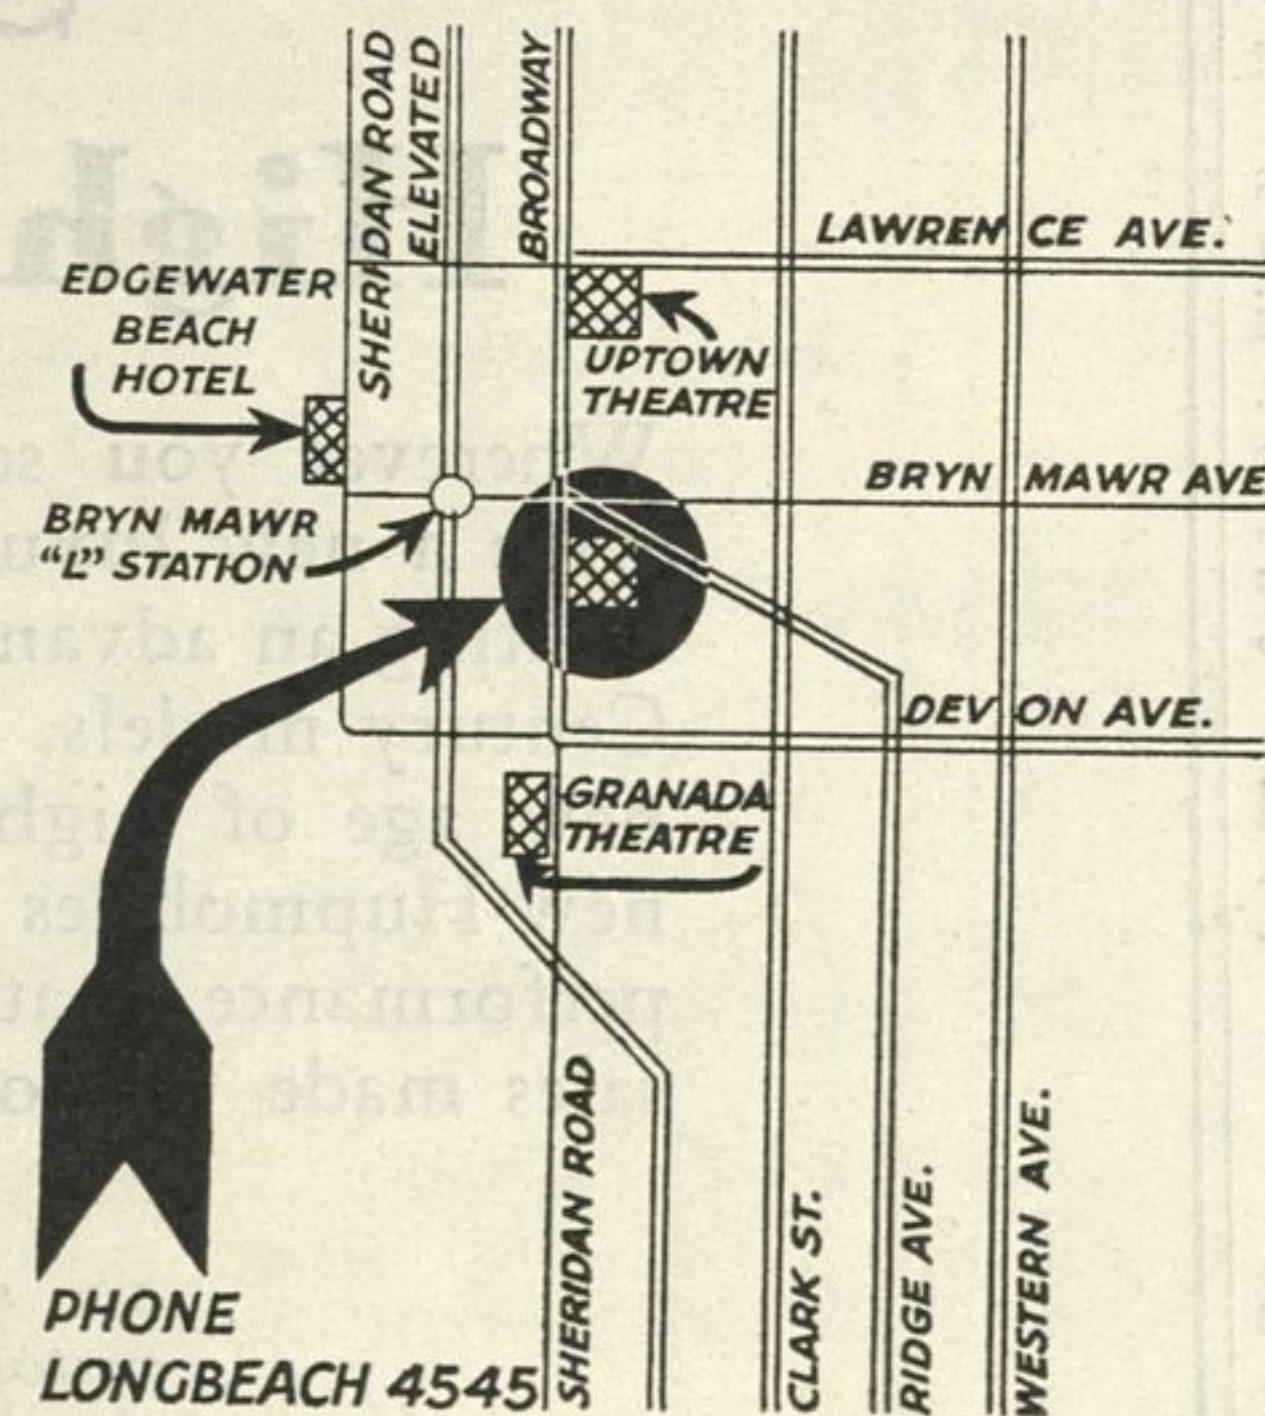 SHERIDAN ROAD
ELEVATED
BROADWAY
LAWRENCE AVE.
EDGEWATER
BEACH
HOTEL
UPTOWN
THEATRE
BRYN MAWR AVE
BRYN MAWR
“L” STATION
DEVON AVE.
GRANADA
THEATRE
SHERIDAN ROAD
CLARK ST.
RIDGE AVE.
WESTERN AVE.
PHONE
LONGBEACH 4545